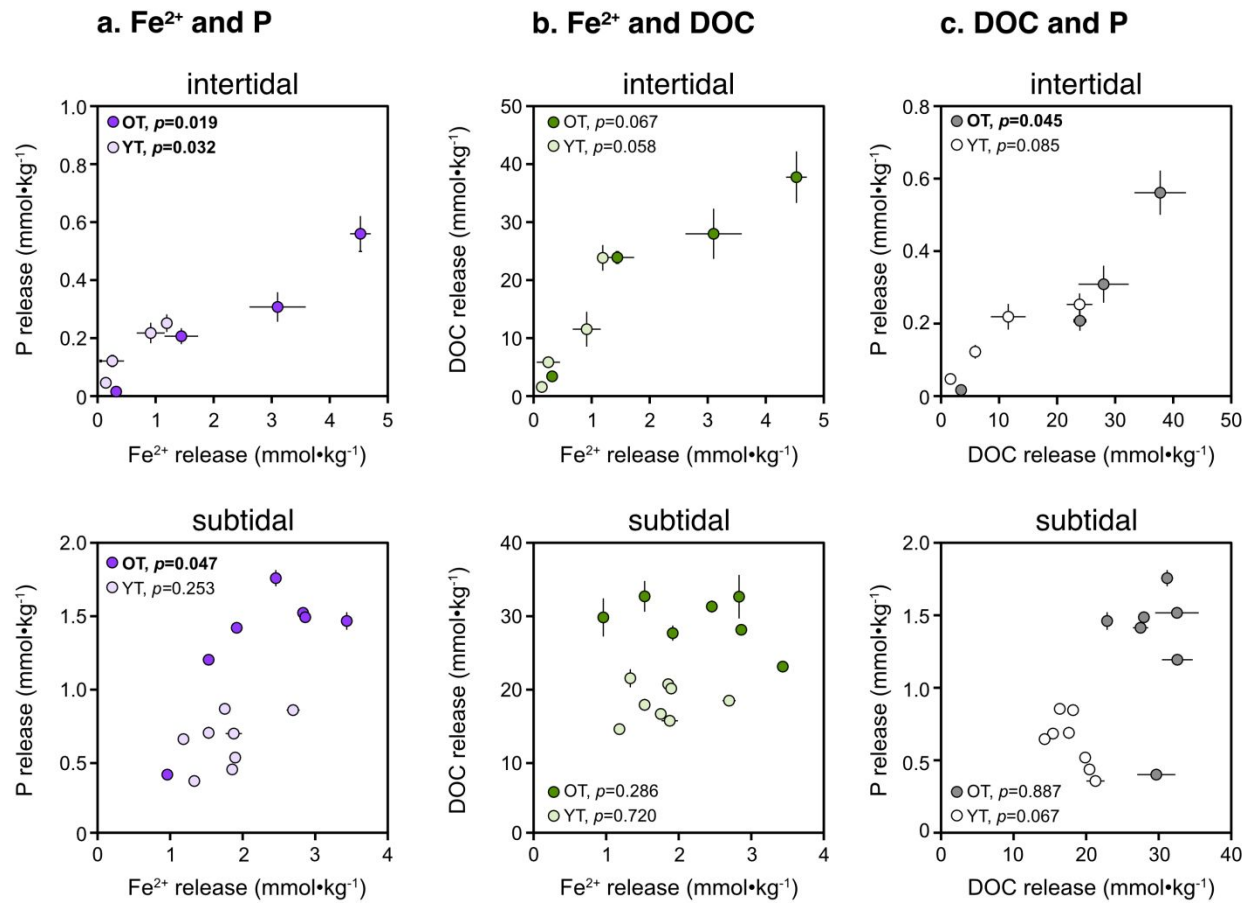 a. Fe²⁺ and P
b. Fe²⁺ and DOC
c. DOC and P
intertidal
1.0
0.8
0.6
0.4
0.2
0
P release (mmol•kg⁻¹)
OT, p=0.019
YT, p=0.032
0 1 2 3 4 5
Fe²⁺ release (mmol•kg⁻¹)
intertidal
50
40
30
20
10
0
DOC release (mmol•kg⁻¹)
OT, p=0.067
YT, p=0.058
0 1 2 3 4 5
Fe²⁺ release (mmol•kg⁻¹)
intertidal
0.8
0.6
0.4
0.2
0
P release (mmol•kg⁻¹)
OT, p=0.045
YT, p=0.085
0 10 20 30 40 50
DOC release (mmol•kg⁻¹)
subtidal
2.0
1.5
1.0
0.5
0
P release (mmol•kg⁻¹)
OT, p=0.047
YT, p=0.253
0 1 2 3 4
Fe²⁺ release (mmol•kg⁻¹)
subtidal
40
30
20
10
0
DOC release (mmol•kg⁻¹)
OT, p=0.286
YT, p=0.720
0 1 2 3 4
Fe²⁺ release (mmol•kg⁻¹)
subtidal
2.0
1.5
1.0
0.5
0
P release (mmol•kg⁻¹)
OT, p=0.887
YT, p=0.067
0 10 20 30 40
DOC release (mmol•kg⁻¹)